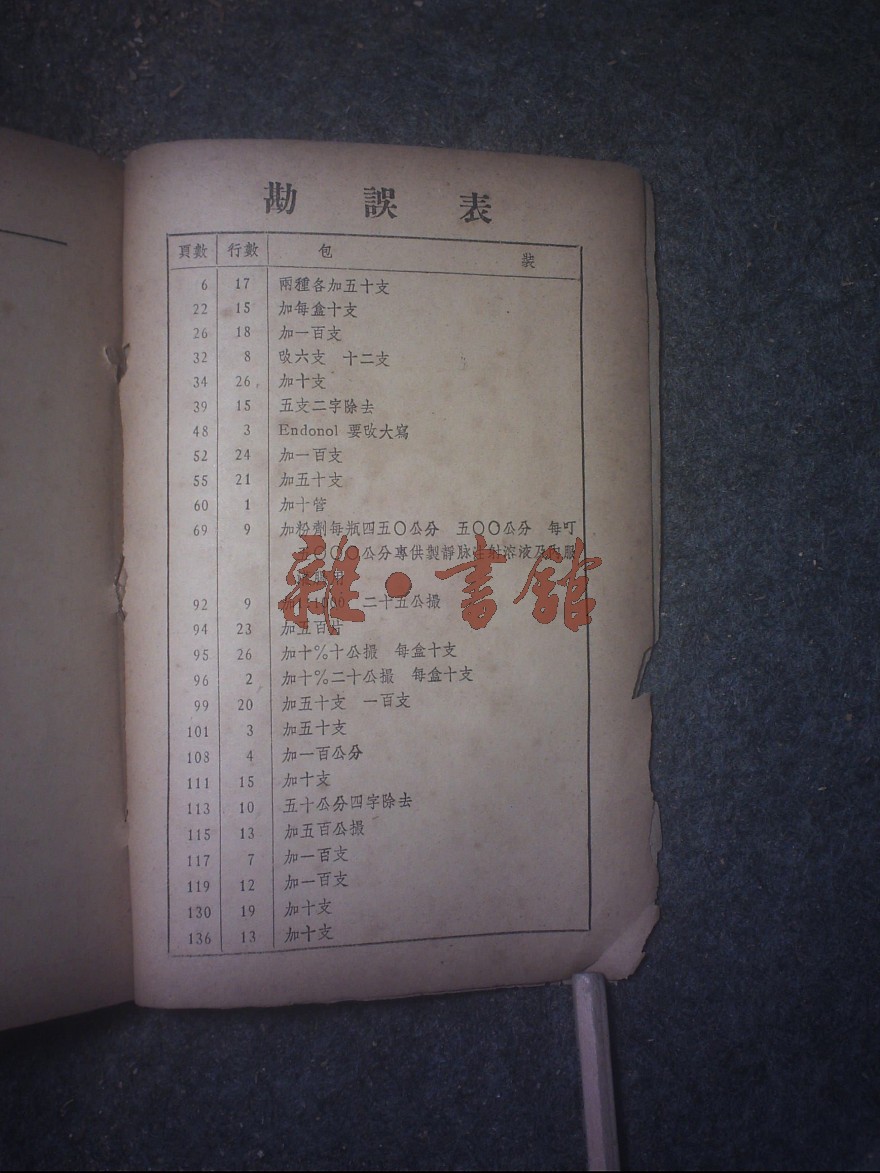 勘誤表
頁數 行數 包裝
6 17 兩種各加五十支
22 15 加每盒十支
26 18 加一百支
32 8 改六支 十二支
34 26 加十支
39 15 五支二字除去
48 3 Endonol 要改大寫
52 24 加一百支
55 21 加五十支
60 1 加十管
69 9 加粉劑每瓶四五〇公分 五〇〇公分 每叮
五〇〇〇公分專供製靜脈注射溶液及內服
雜·書館
92 9 加1:1000 二十五公撮
94 23 加五百片
95 26 加十%十公撮 每盒十支
96 2 加十%二十公撮 每盒十支
99 20 加五十支 一百支
101 3 加五十支
108 4 加一百公分
111 15 加十支
113 10 五十公分四字除去
115 13 加五百公撮
117 7 加一百支
119 12 加一百支
130 19 加十支
136 13 加十支